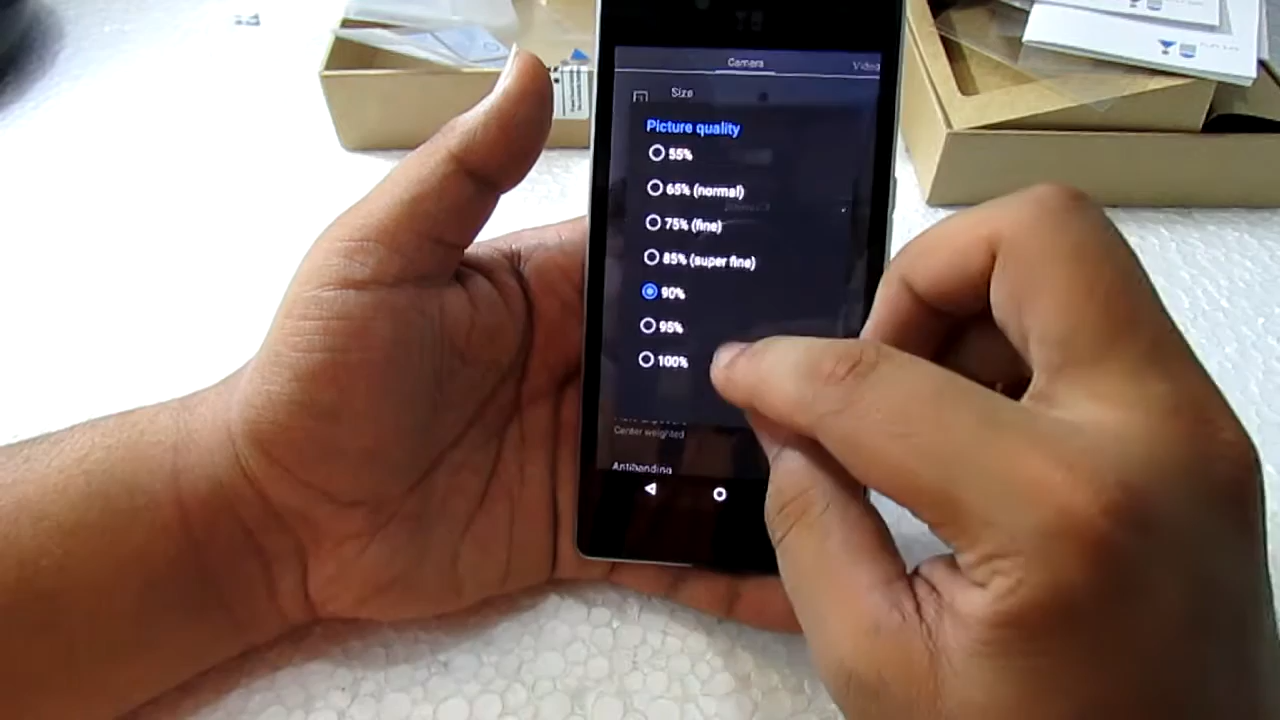 Camera
Video
Size
Picture quality
55%
65% (normal)
75% (fine)
85% (super fine)
90%
95%
100%
Center weighted
Antibanding